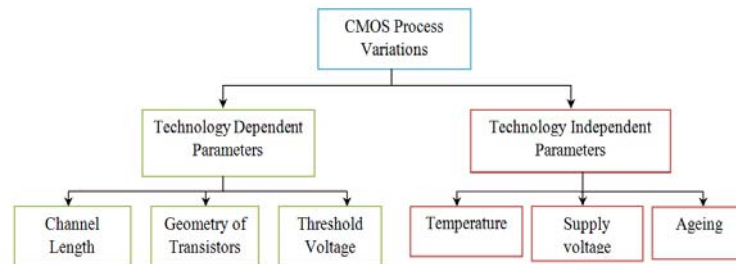 CMOS Process
Variations
Technology Dependent
Parameters
Technology Independent
Parameters
Channel
Length
Geometry of
Transistors
Threshold
Voltage
Temperature
Supply
voltage
Ageing